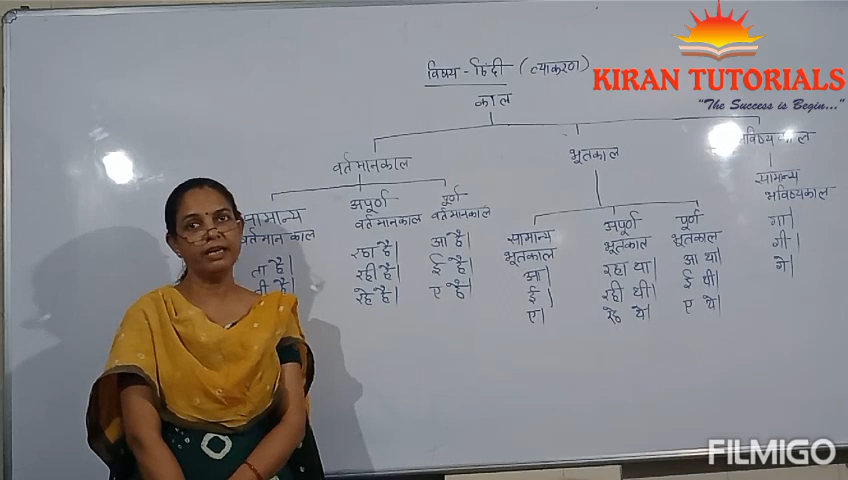 KIRAN TUTORIALS
"The Success is Begin..."
विषय - हिंदी (व्याकरण)
काल
वर्तमानकाल
सामान्य
वर्तमान काल
ता है।
ती है।
अपूर्ण
वर्तमानकाल
रहा है।
रही है।
रहे है।
पूर्ण
वर्तमानकाल
आ है।
ई है।
ए है।
भूतकाल
सामान्य
भूतकाल
आ।
ई।
ए।
अपूर्ण
भूतकाल
रहा था।
रही थी।
रहे थे।
पूर्ण
भूतकाल
आ था।
ई थी।
ए थे।
भविष्य काल
सामान्य
भविष्यकाल
गा।
गी।
गे।
FILMIGO